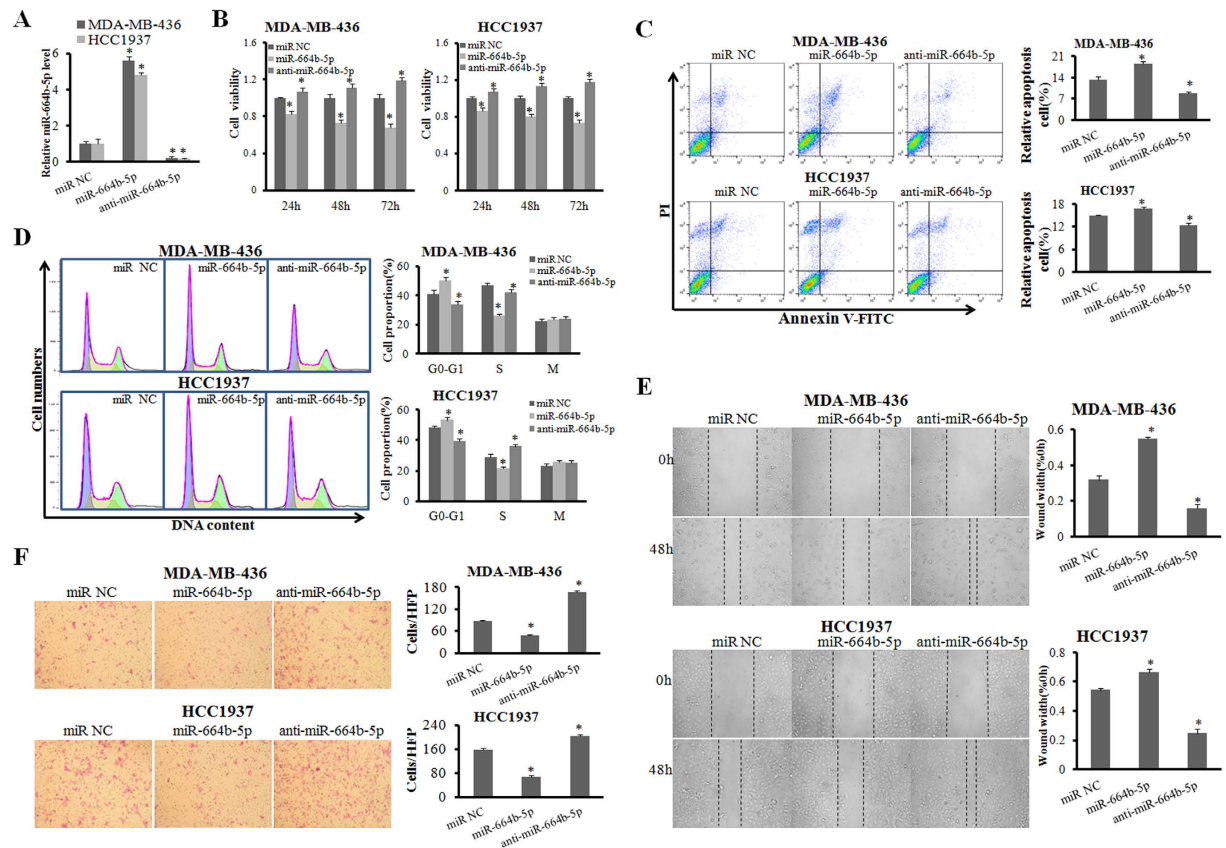 A
MDA-MB-436
HCC1937
Relative miR-664b-5p level
6
4
2
0
*
*
* *
miR NC
miR-664b-5p
anti-miR-664b-5p
B
MDA-MB-436
miR NC
miR-664b-5p
anti-miR-664b-5p
Cell viability
1.6
1.2
0.8
0.4
0.0
* * * * * *
24h 48h 72h
HCC1937
miR NC
miR-664b-5p
anti-miR-664b-5p
Cell viability
1.6
1.2
0.8
0.4
0.0
* * * * * *
24h 48h 72h
C
MDA-MB-436
miR NC miR-664b-5p anti-miR-664b-5p
HCC1937
miR NC miR-664b-5p anti-miR-664b-5p
PI
Annexin V-FITC
MDA-MB-436
Relative apoptosis
cell(%)
21
14
7
0
*
*
miR NC
miR-664b-5p
anti-miR-664b-5p
HCC1937
Relative apoptosis
cell(%)
18
12
6
0
*
*
miR NC
miR-664b-5p
anti-miR-664b-5p
D
MDA-MB-436
miR NC miR-664b-5p anti-miR-664b-5p
HCC1937
miR NC miR-664b-5p anti-miR-664b-5p
Cell numbers
DNA content
MDA-MB-436
miR NC
miR-664b-5p
anti-miR-664b-5p
Cell proportion(%)
80
60
40
20
0
* * * *
G0-G1 S M
HCC1937
miR NC
miR-664b-5p
anti-miR-664b-5p
Cell proportion(%)
80
60
40
20
0
* * * *
G0-G1 S M
E
MDA-MB-436
miR NC miR-664b-5p anti-miR-664b-5p
0h
48h
HCC1937
miR NC miR-664b-5p anti-miR-664b-5p
0h
48h
MDA-MB-436
Wound width(%0h)
0.6
0.4
0.2
0
*
*
miR NC
miR-664b-5p
anti-miR-664b-5p
HCC1937
Wound width(%0h)
0.8
0.6
0.4
0.2
0
*
*
miR NC
miR-664b-5p
anti-miR-664b-5p
F
MDA-MB-436
miR NC miR-664b-5p anti-miR-664b-5p
HCC1937
miR NC miR-664b-5p anti-miR-664b-5p
MDA-MB-436
Cells/HFP
180
120
60
0
*
*
miR NC
miR-664b-5p
anti-miR-664b-5p
HCC1937
Cells/HFP
240
160
80
0
*
*
miR NC
miR-664b-5p
anti-miR-664b-5p